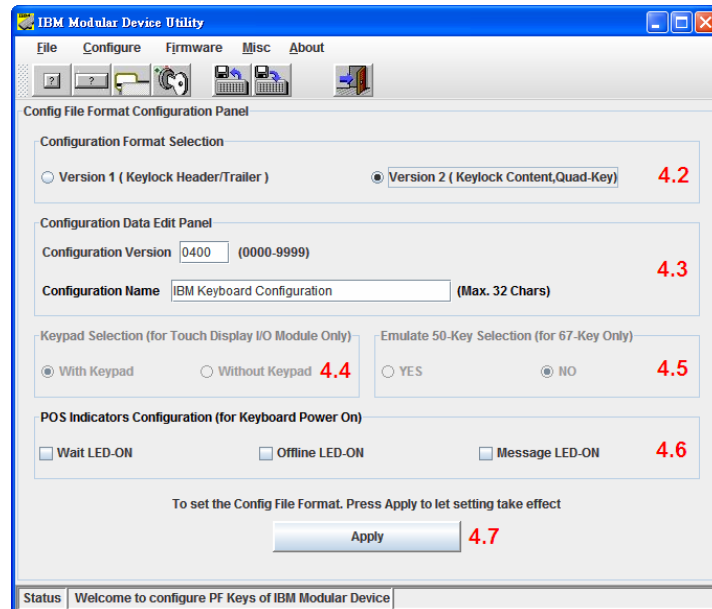 IBM Modular Device Utility
File Configure Firmware Misc About
? ?
Config File Format Configuration Panel
Configuration Format Selection
Version 1 ( Keylock Header/Trailer ) Version 2 ( Keylock Content,Quad-Key) 4.2
Configuration Data Edit Panel
Configuration Version 0400 (0000-9999)
4.3
Configuration Name IBM Keyboard Configuration (Max. 32 Chars)
Keypad Selection (for Touch Display I/O Module Only) Emulate 50-Key Selection (for 67-Key Only)
With Keypad Without Keypad 4.4 YES NO 4.5
POS Indicators Configuration (for Keyboard Power On)
Wait LED-ON Offline LED-ON Message LED-ON 4.6
To set the Config File Format. Press Apply to let setting take effect
Apply 4.7
Status Welcome to configure PF Keys of IBM Modular Device